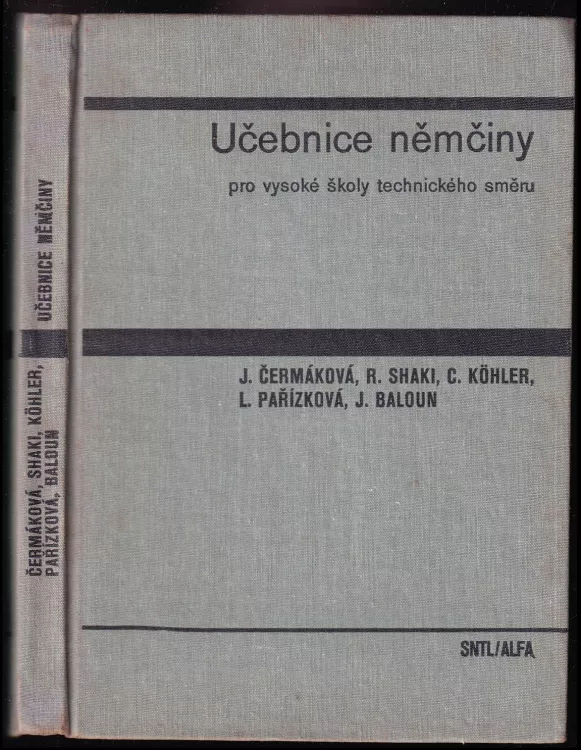 Učebnice němčiny
pro vysoké školy technického směru
J. ČERMÁKOVÁ, R. SHAKI, C. KÖHLER,
L. PAŘÍZKOVÁ, J. BALOUN
SNTL/ALFA
UČEBNICE NĚMČINY
ČERMÁKOVÁ, SHAKI, KÖHLER,
PAŘÍZKOVÁ, BALOUN